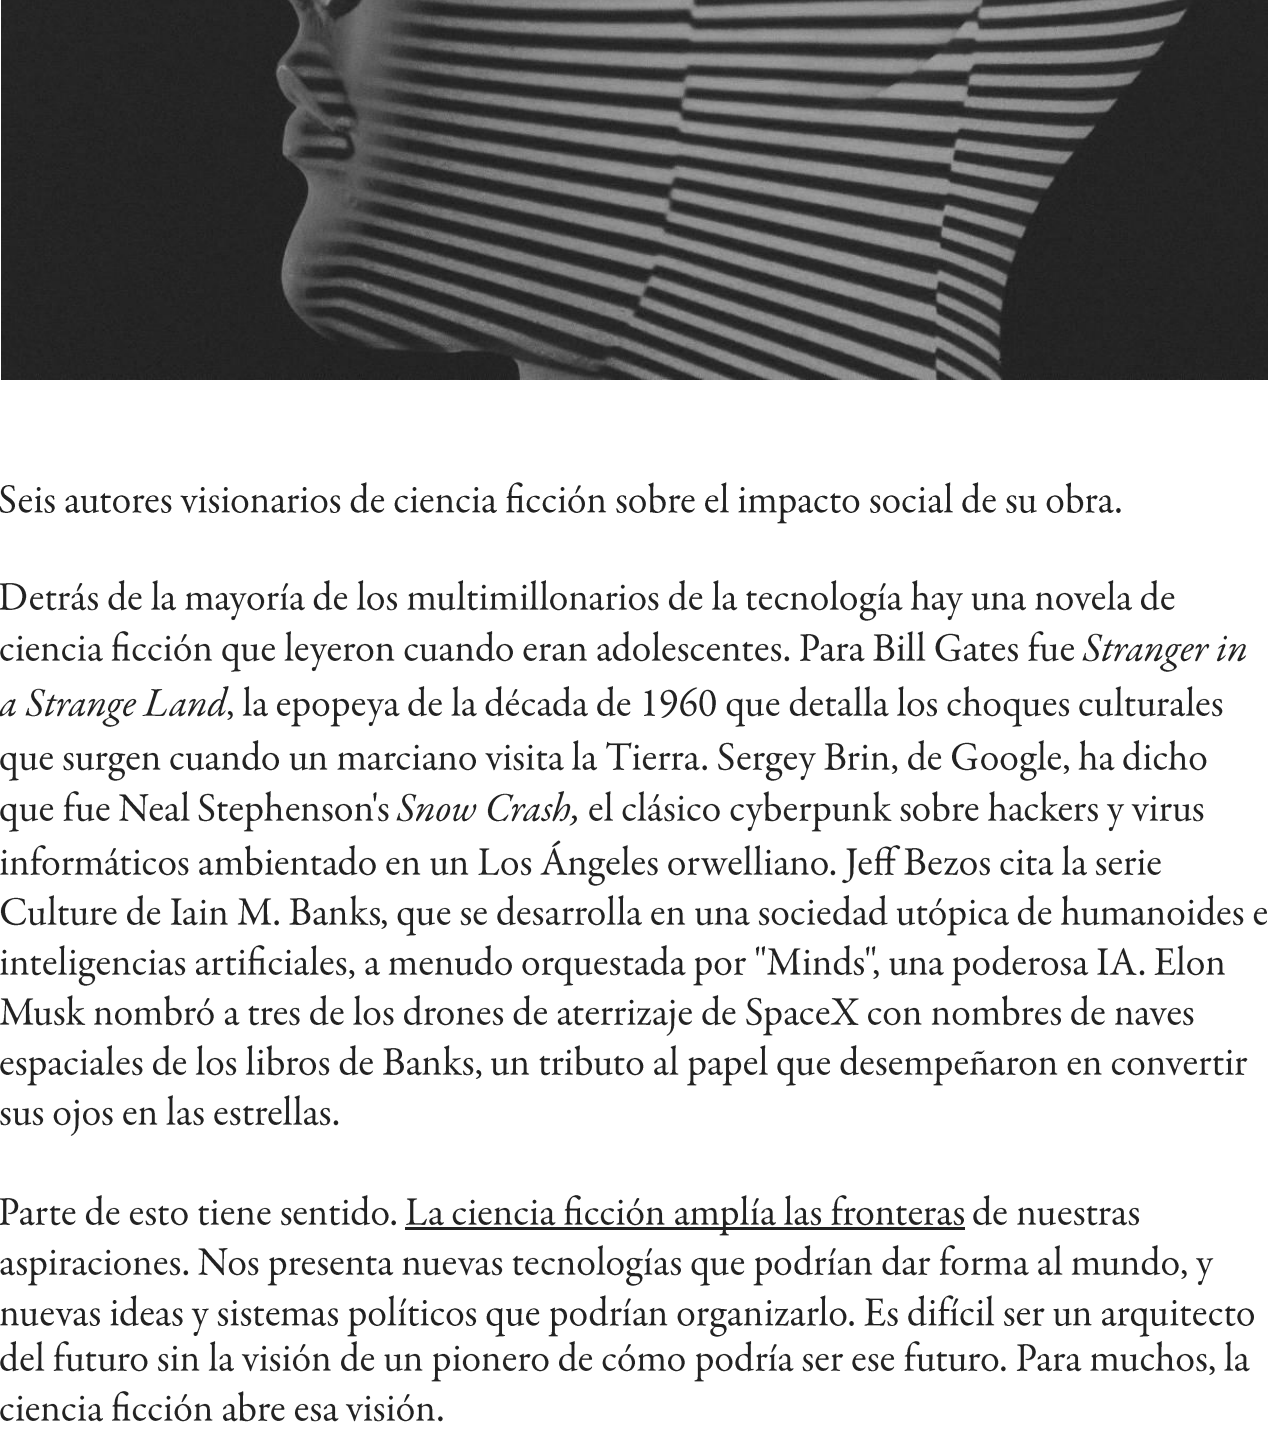 Seis autores visionarios de ciencia ficción sobre el impacto social de su obra.
Detrás de la mayoría de los multimillonarios de la tecnología hay una novela de
ciencia ficción que leyeron cuando eran adolescentes. Para Bill Gates fue Stranger in
a Strange Land, la epopeya de la década de 1960 que detalla los choques culturales
que surgen cuando un marciano visita la Tierra. Sergey Brin, de Google, ha dicho
que fue Neal Stephenson's Snow Crash, el clásico cyberpunk sobre hackers y virus
informáticos ambientado en un Los Ángeles orwelliano. Jeff Bezos cita la serie
Culture de Iain M. Banks, que se desarrolla en una sociedad utópica de humanoides e
inteligencias artificiales, a menudo orquestada por "Minds", una poderosa IA. Elon
Musk nombró a tres de los drones de aterrizaje de SpaceX con nombres de naves
espaciales de los libros de Banks, un tributo al papel que desempeñaron en convertir
sus ojos en las estrellas.
Parte de esto tiene sentido. La ciencia ficción amplía las fronteras de nuestras
aspiraciones. Nos presenta nuevas tecnologías que podrían dar forma al mundo, y
nuevas ideas y sistemas políticos que podrían organizarlo. Es difícil ser un arquitecto
del futuro sin la visión de un pionero de cómo podría ser ese futuro. Para muchos, la
ciencia ficción abre esa visión.